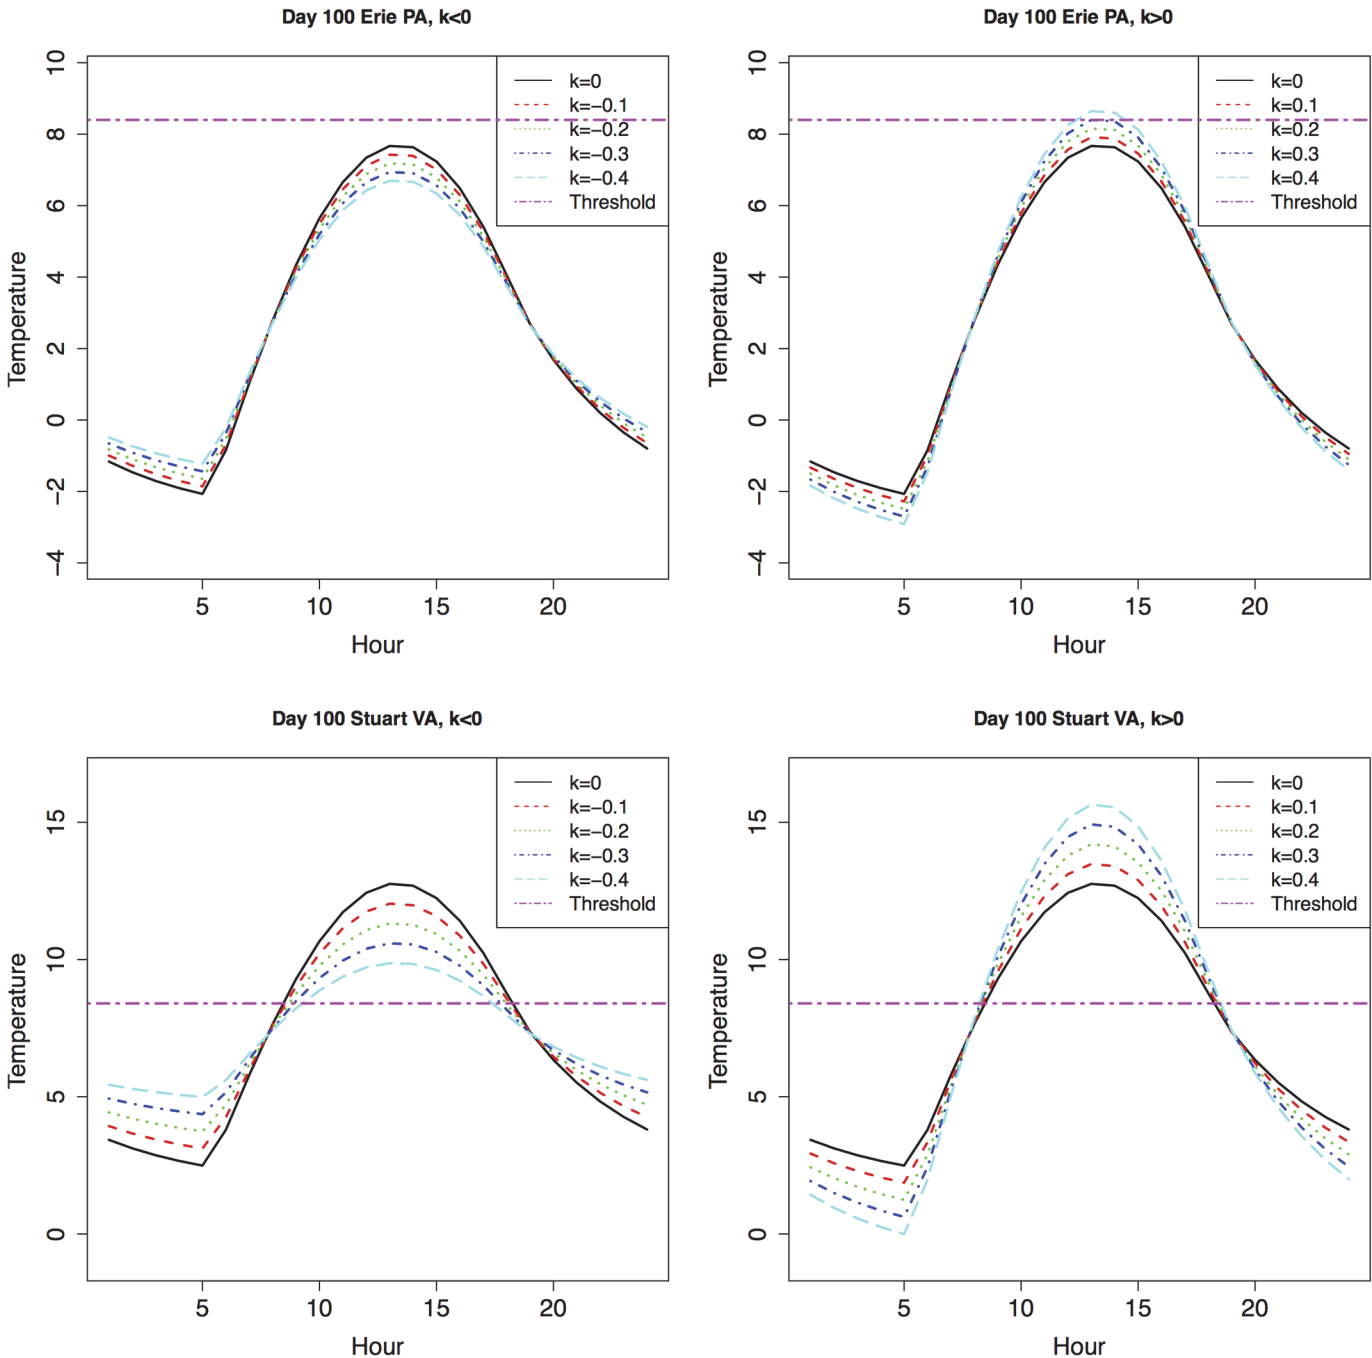 Day 100 Erie PA, k<0
Temperature
10
8
6
4
2
0
−2
−4
k=0
k=−0.1
k=−0.2
k=−0.3
k=−0.4
Threshold
5 10 15 20
Hour
Day 100 Erie PA, k>0
Temperature
10
8
6
4
2
0
−2
−4
k=0
k=0.1
k=0.2
k=0.3
k=0.4
Threshold
5 10 15 20
Hour
Day 100 Stuart VA, k<0
Temperature
15
10
5
0
k=0
k=−0.1
k=−0.2
k=−0.3
k=−0.4
Threshold
5 10 15 20
Hour
Day 100 Stuart VA, k>0
Temperature
15
10
5
0
k=0
k=0.1
k=0.2
k=0.3
k=0.4
Threshold
5 10 15 20
Hour